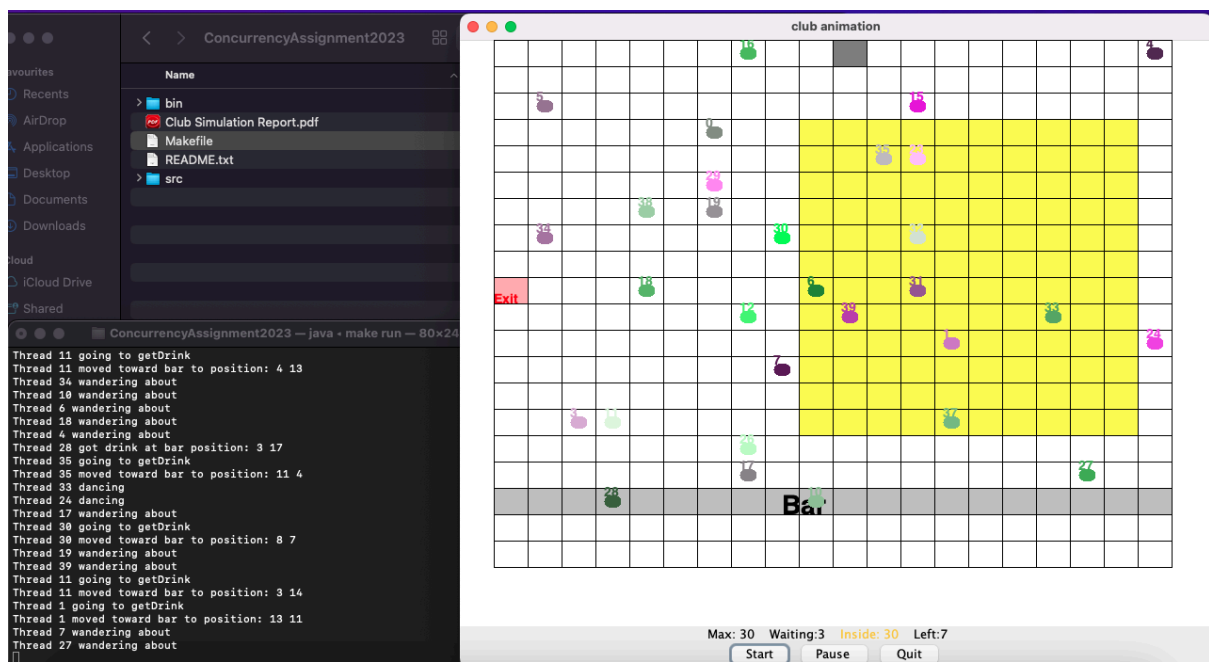 ConcurrencyAssignment2023
club animation
avourites
Recents
AirDrop
Applications
Desktop
Documents
Downloads
Cloud
iCloud Drive
Shared
Name
bin
Club Simulation Report.pdf
Makefile
README.txt
src
ConcurrencyAssignment2023 — java • make run — 80×24
Thread 11 going to getDrink
Thread 11 moved toward bar to position: 4 13
Thread 34 wandering about
Thread 10 wandering about
Thread 6 wandering about
Thread 18 wandering about
Thread 4 wandering about
Thread 28 got drink at bar position: 3 17
Thread 35 going to getDrink
Thread 35 moved toward bar to position: 11 4
Thread 33 dancing
Thread 24 dancing
Thread 17 wandering about
Thread 30 going to getDrink
Thread 30 moved toward bar to position: 8 7
Thread 19 wandering about
Thread 39 wandering about
Thread 11 going to getDrink
Thread 11 moved toward bar to position: 3 14
Thread 1 going to getDrink
Thread 1 moved toward bar to position: 13 11
Thread 7 wandering about
Thread 27 wandering about
16 4
5 15
0
35
29
19
34 30
18 6 31
Exit
12 39 33
1 24
7
3 37
17 27
28 Bar
Max: 30 Waiting:3 Inside: 30 Left:7
Start Pause Quit